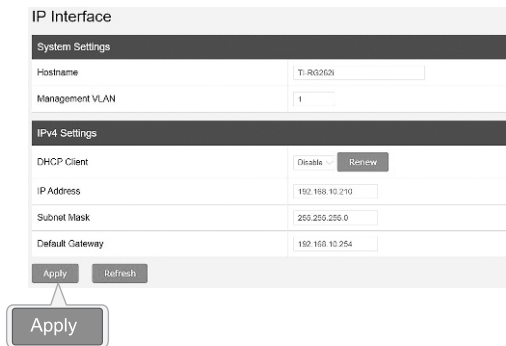 IP Interface
System Settings
Hostname TI-RG262i
Management VLAN 1
IPv4 Settings
DHCP Client Disable Renew
IP Address 192.168.10.210
Subnet Mask 255.255.255.0
Default Gateway 192.168.10.254
Apply Refresh
Apply